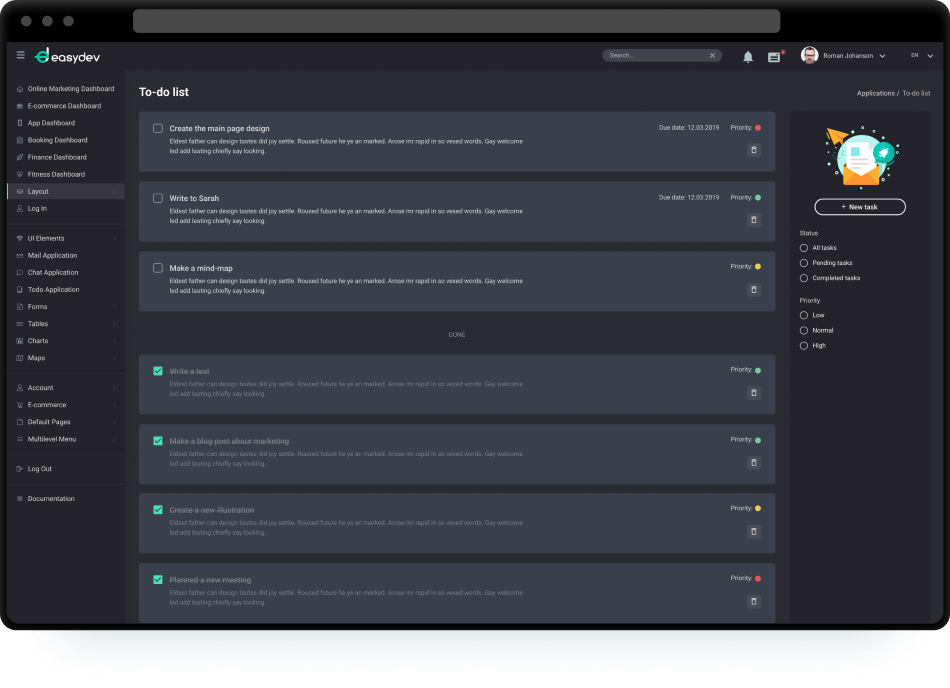 easydev
Search...
Roman Johanson
EN
Online Marketing Dashboard
E-commerce Dashboard
App Dashboard
Booking Dashboard
Finance Dashboard
Fitness Dashboard
Layout
Log In
UI Elements
Mail Application
Chat Application
Todo Application
Forms
Tables
Charts
Maps
Account
E-commerce
Default Pages
Multilevel Menu
Log Out
Documentation
To-do list
Applications / To-do list
Create the main page design
Due date: 12.03.2019 Priority:
Eldest father can design tastes did joy settle. Roused future he ye an marked. Arose mr rapid in so vexed words. Gay welcome
led add lasting chiefly say looking.
Write to Sarah
Due date: 12.03.2019 Priority:
Eldest father can design tastes did joy settle. Roused future he ye an marked. Arose mr rapid in so vexed words. Gay welcome
led add lasting chiefly say looking.
Make a mind-map
Priority:
Eldest father can design tastes did joy settle. Roused future he ye an marked. Arose mr rapid in so vexed words. Gay welcome
led add lasting chiefly say looking.
DONE
Write a text
Priority:
Eldest father can design tastes did joy settle. Roused future he ye an marked. Arose mr rapid in so vexed words. Gay welcome
led add lasting chiefly say looking.
Make a blog post abour marketing
Priority:
Eldest father can design tastes did joy settle. Roused future he ye an marked. Arose mr rapid in so vexed words. Gay welcome
led add lasting chiefly say looking.
Create a new illustration
Priority:
Eldest father can design tastes did joy settle. Roused future he ye an marked. Arose mr rapid in so vexed words. Gay welcome
led add lasting chiefly say looking.
Planned a new meeting
Priority:
Eldest father can design tastes did joy settle. Roused future he ye an marked. Arose mr rapid in so vexed words. Gay welcome
led add lasting chiefly say looking.
+ New task
Status
All tasks
Pending tasks
Completed tasks
Priority
Low
Normal
High